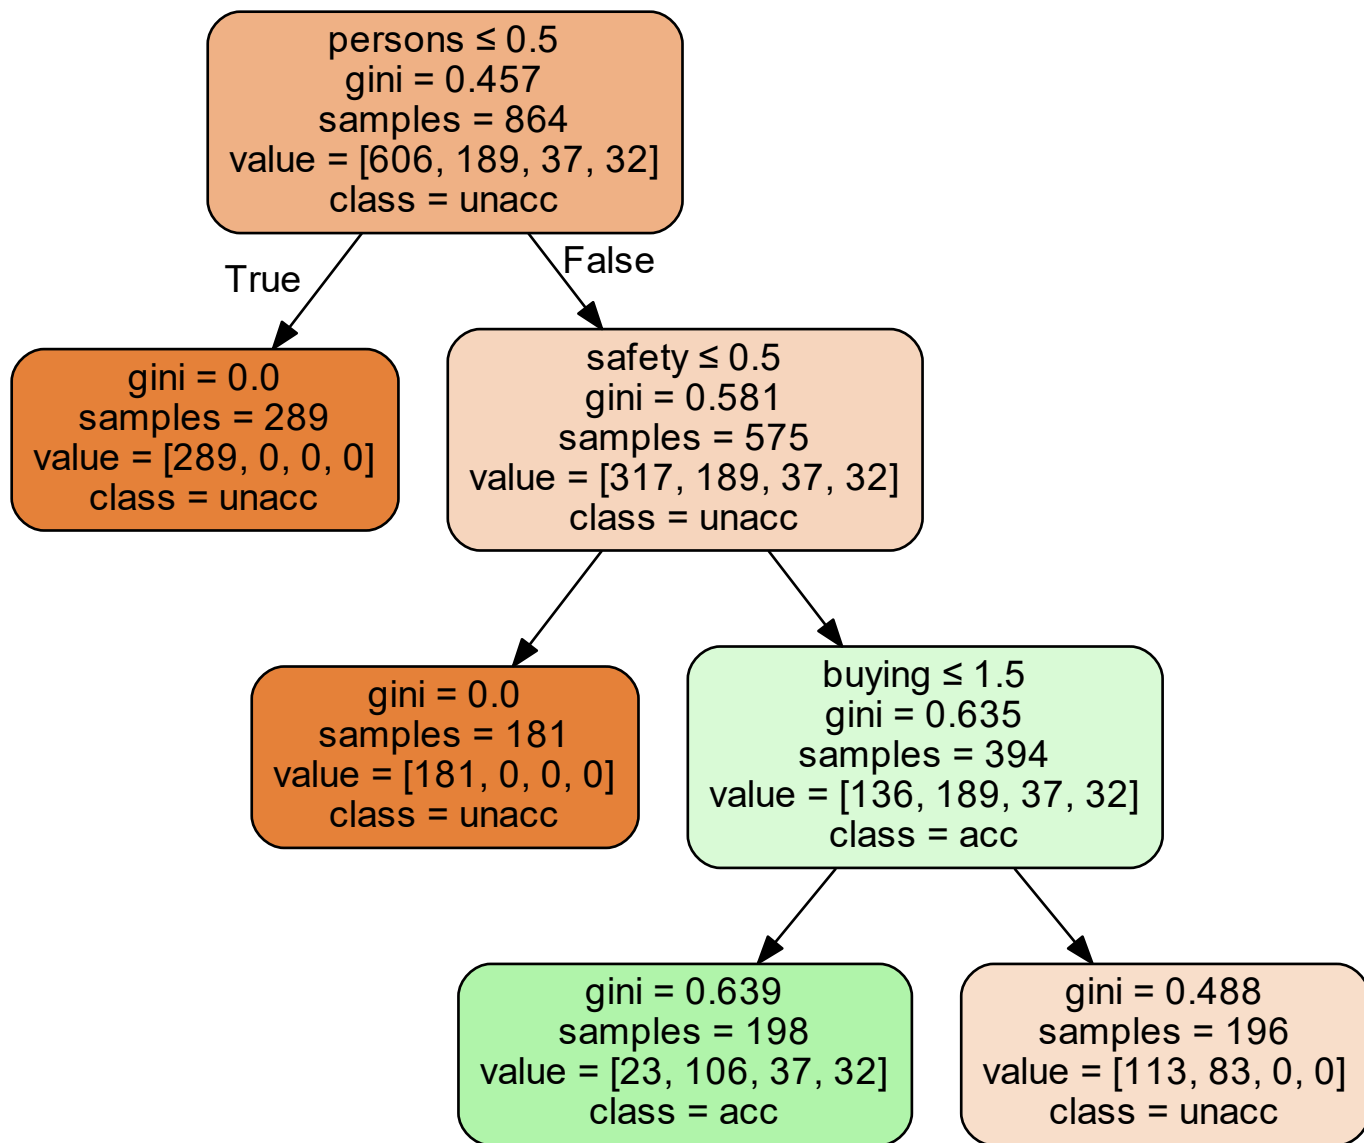 persons ≤ 0.5
gini = 0.457
samples = 864
value = [606, 189, 37, 32]
class = unacc
True
False
gini = 0.0
samples = 289
value = [289, 0, 0, 0]
class = unacc
safety ≤ 0.5
gini = 0.581
samples = 575
value = [317, 189, 37, 32]
class = unacc
gini = 0.0
samples = 181
value = [181, 0, 0, 0]
class = unacc
buying ≤ 1.5
gini = 0.635
samples = 394
value = [136, 189, 37, 32]
class = acc
gini = 0.639
samples = 198
value = [23, 106, 37, 32]
class = acc
gini = 0.488
samples = 196
value = [113, 83, 0, 0]
class = unacc